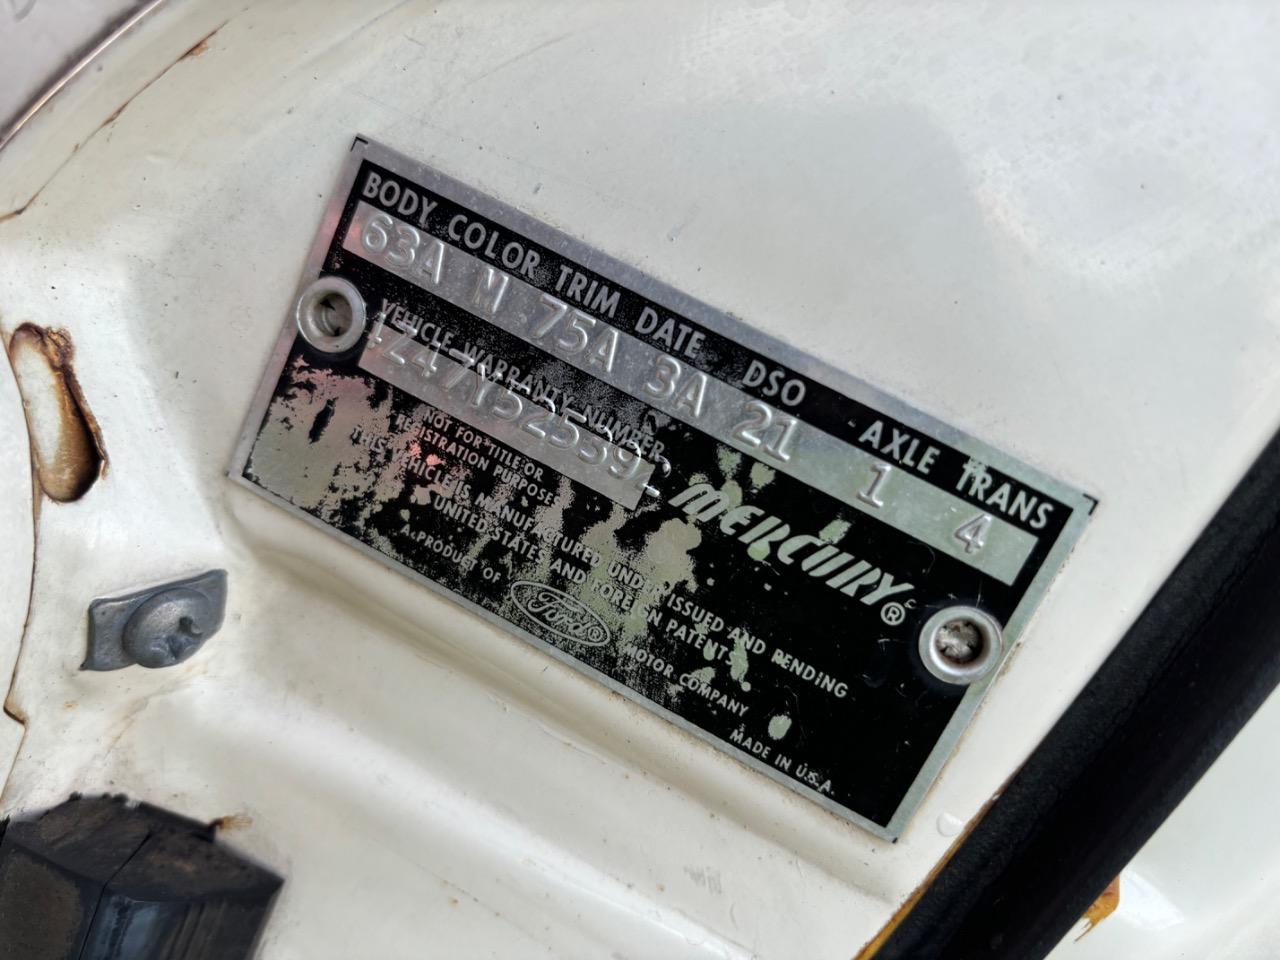 BODY COLOR TRIM DATE DSO AXLE TRANS
63A M 75A 3A 21 1 4
VEHICLE WARRANTY NUMBER
4Z47Y525392
NOT FOR TITLE OR
REGISTRATION PURPOSES
MERCURY®
THIS VEHICLE IS MANUFACTURED UNDER ISSUED AND PENDING
UNITED STATES AND FOREIGN PATENTS
A PRODUCT OF Ford® MOTOR COMPANY
MADE IN U.S.A.